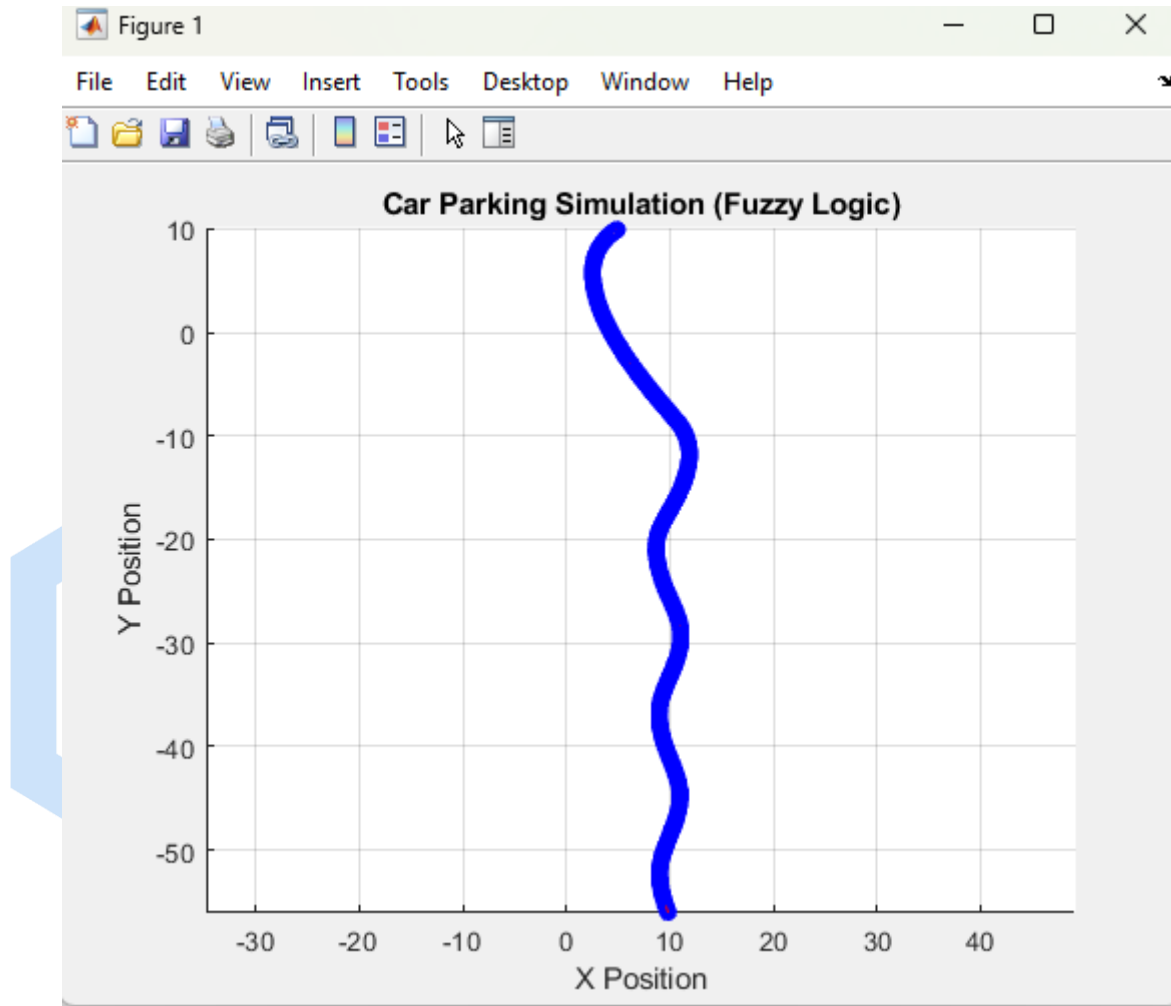 Figure 1
File Edit View Insert Tools Desktop Window Help
Car Parking Simulation (Fuzzy Logic)
10
0
-10
-20
-30
-40
-50
Y Position
-30 -20 -10 0 10 20 30 40
X Position